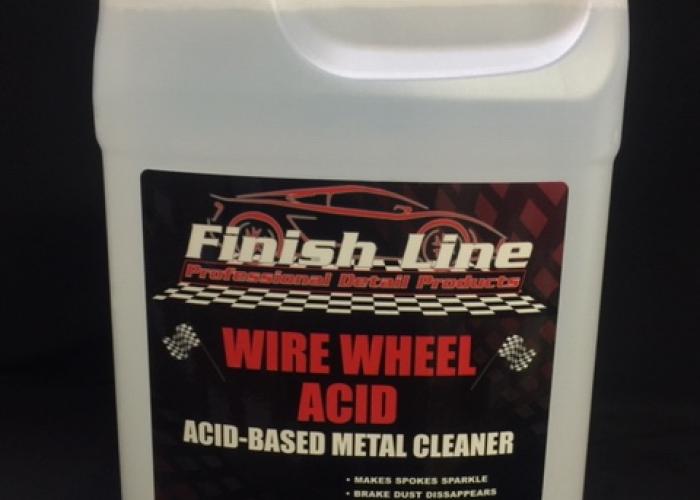 Finish Line
Professional Detail Products
WIRE WHEEL
ACID
ACID-BASED METAL CLEANER
• MAKES SPOKES SPARKLE
• BRAKE DUST DISSAPPEARS